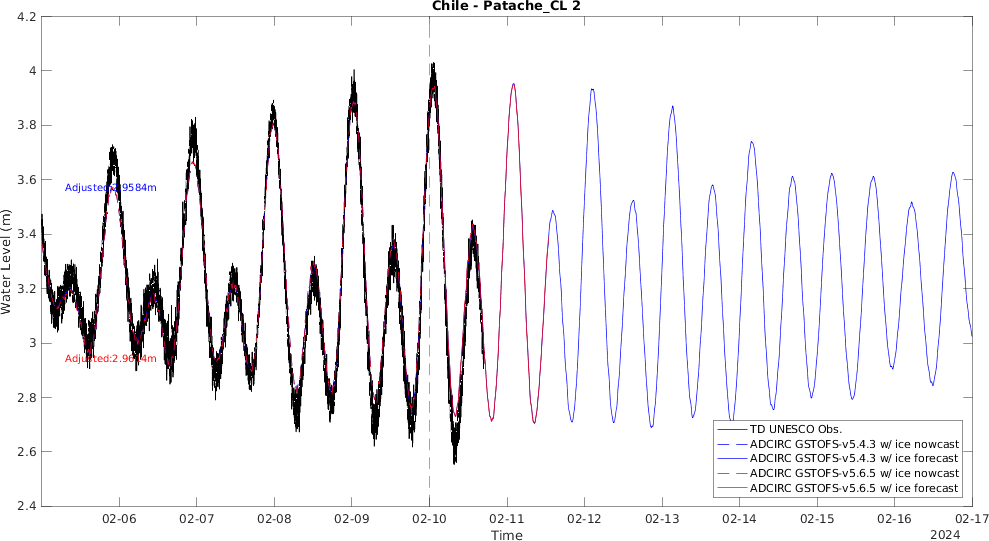 Chile - Patache_CL 2
4.2
4
3.8
3.6
3.4
3.2
3
2.8
2.6
2.4
Water Level (m)
Adjusted:2.9584m
TD UNESCO Obs.
ADCIRC GSTOFS-v5.4.3 w/ ice nowcast
ADCIRC GSTOFS-v5.4.3 w/ ice forecast
ADCIRC GSTOFS-v5.6.5 w/ ice nowcast
ADCIRC GSTOFS-v5.6.5 w/ ice forecast
02-06 02-07 02-08 02-09 02-10 02-11 02-12 02-13 02-14 02-15 02-16 02-17
Time
2024